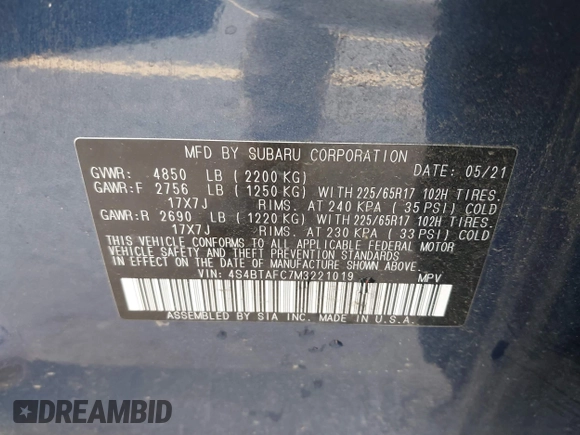 MFD BY SUBARU CORPORATION
GVWR: 4850 LB ( 2200 KG) DATE: 05/21
GAWR:F 2756 LB ( 1250 KG) WITH 225/65R17 102H TIRES.
17X7J RIMS. AT 240 KPA ( 35 PSI) COLD
GAWR:R 2690 LB ( 1220 KG) WITH 225/65R17 102H TIRES.
17X7J RIMS. AT 230 KPA ( 33 PSI) COLD
THIS VEHICLE CONFORMS TO ALL APPLICABLE FEDERAL MOTOR
VEHICLE SAFETY AND THEFT PREVENTION STANDARDS IN EFFECT ON THE
DATE OF MANUFACTURE SHOWN ABOVE.
VIN: 4S4BTAFC7M3221019 MPV
ASSEMBLED BY SIA INC. MADE IN U.S.A.
DREAMBID